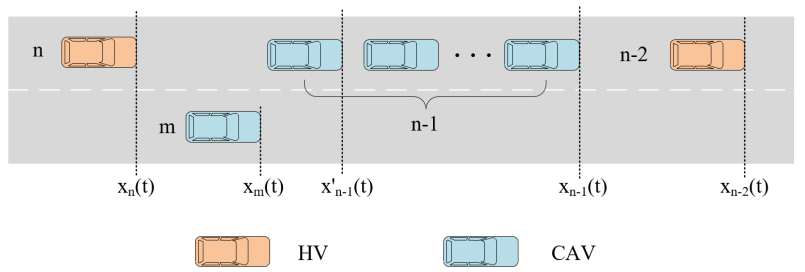 n n-2
m n-1
xₙ(t) xₘ(t) x'ₙ₋₁(t) xₙ₋₁(t) xₙ₋₂(t)
HV CAV